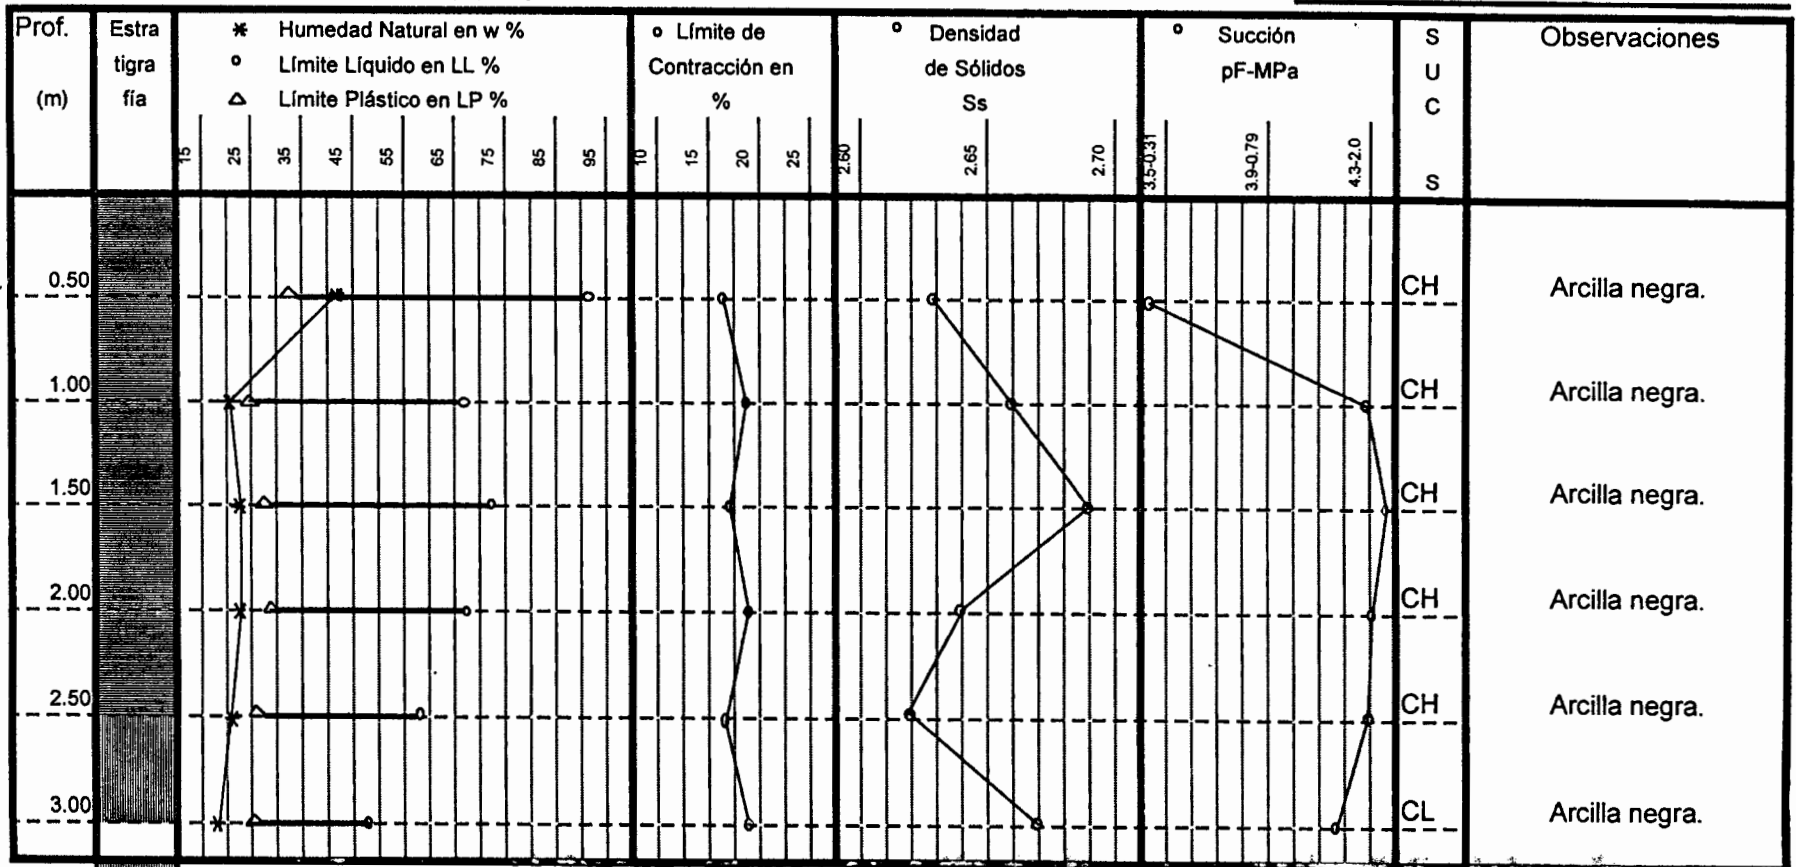 Prof.
(m)
Estra
tigra
fía
* Humedad Natural en w %
o Límite Líquido en LL %
△ Límite Plástico en LP %
15 25 35 45 55 65 75 85 95
o Límite de
Contracción en
%
10 15 20 25
o Densidad
de Sólidos
Ss
2.60 2.65 2.70
o Succión
pF-MPa
3.5-0.31 3.9-0.79 4.3-2.0
S
U
C
S
Observaciones
0.50 CH Arcilla negra.
1.00 CH Arcilla negra.
1.50 CH Arcilla negra.
2.00 CH Arcilla negra.
2.50 CH Arcilla negra.
3.00 CL Arcilla negra.